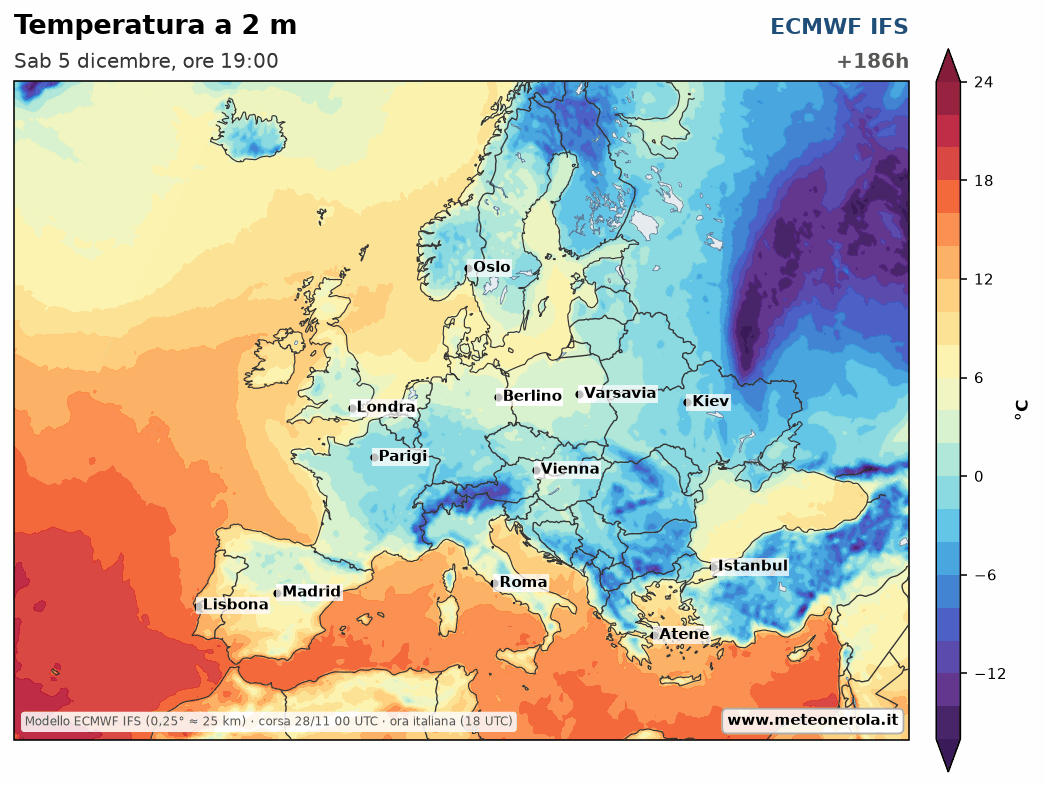 Temperatura a 2 m
ECMWF IFS
Sab 5 dicembre, ore 19:00
+186h
24
18
12
6
0
−6
−12
°C
Oslo
Londra
Berlino
Varsavia
Kiev
Parigi
Vienna
Istanbul
Roma
Madrid
Lisbona
Atene
Modello ECMWF IFS (0,25° ≈ 25 km) · corsa 28/11 00 UTC · ora italiana (18 UTC)
www.meteonerola.it